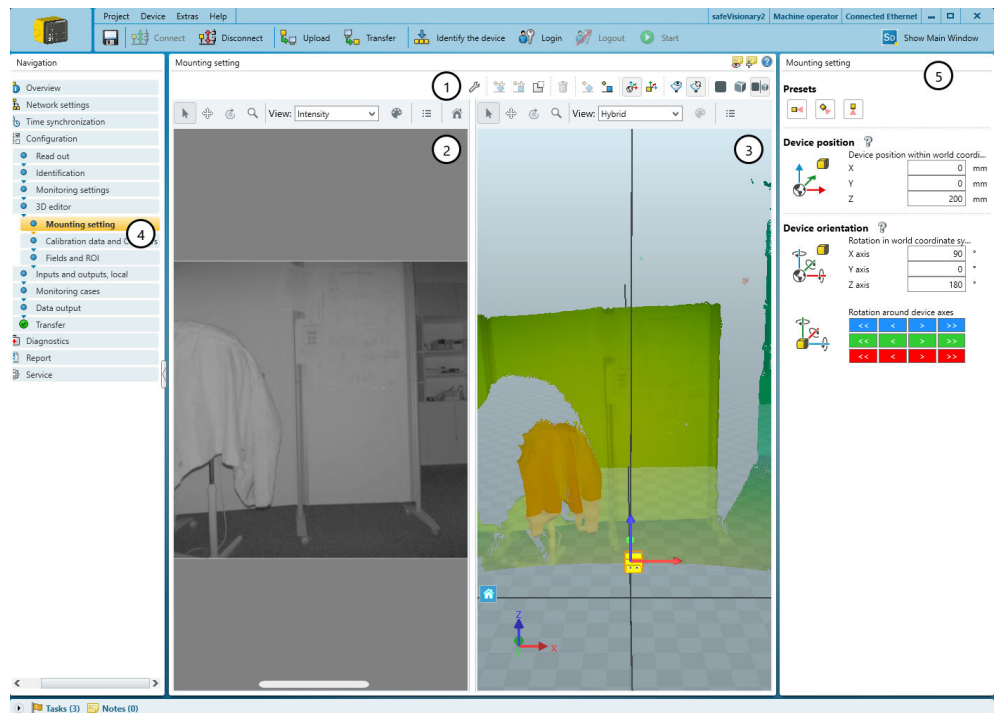 Project Device Extras Help
safeVisionary2 Machine operator Connected Ethernet
Connect Disconnect Upload Transfer Identify the device Login Logout Start
So Show Main Window
Navigation
Overview
Network settings
Time synchronization
Configuration
Read out
Identification
Monitoring settings
3D editor
Mounting setting
4
Calibration data and
Fields and ROI
Inputs and outputs, local
Monitoring cases
Data output
Transfer
Diagnostics
Report
Service
Mounting setting
1
View: Intensity
2
View: Hybrid
3
Z
X
Mounting setting
5
Presets
Device position
Device position within world coordi...
X 0 mm
Y 0 mm
Z 200 mm
Device orientation
Rotation in world coordinate sy...
X axis 90 °
Y axis 0 °
Z axis 180 °
Rotation around device axes
<< < > >>
<< < > >>
<< < > >>
Tasks (3) Notes (0)